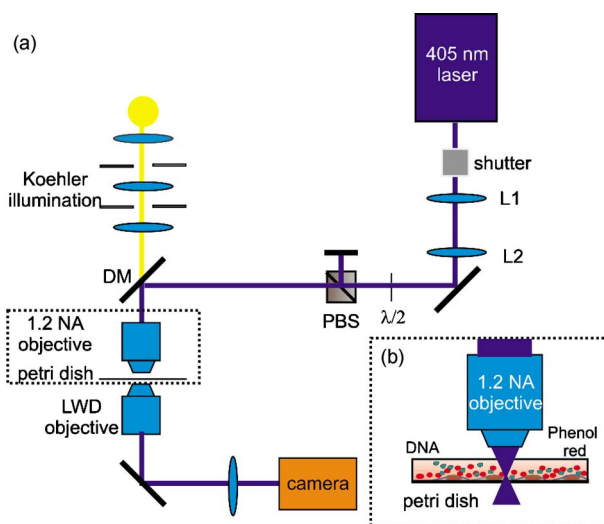 (a)
405 nm
laser
shutter
L1
L2
Koehler
illumination
DM
PBS
λ/2
1.2 NA
objective
petri dish
LWD
objective
camera
(b)
1.2 NA
objective
DNA
Phenol
red
petri dish